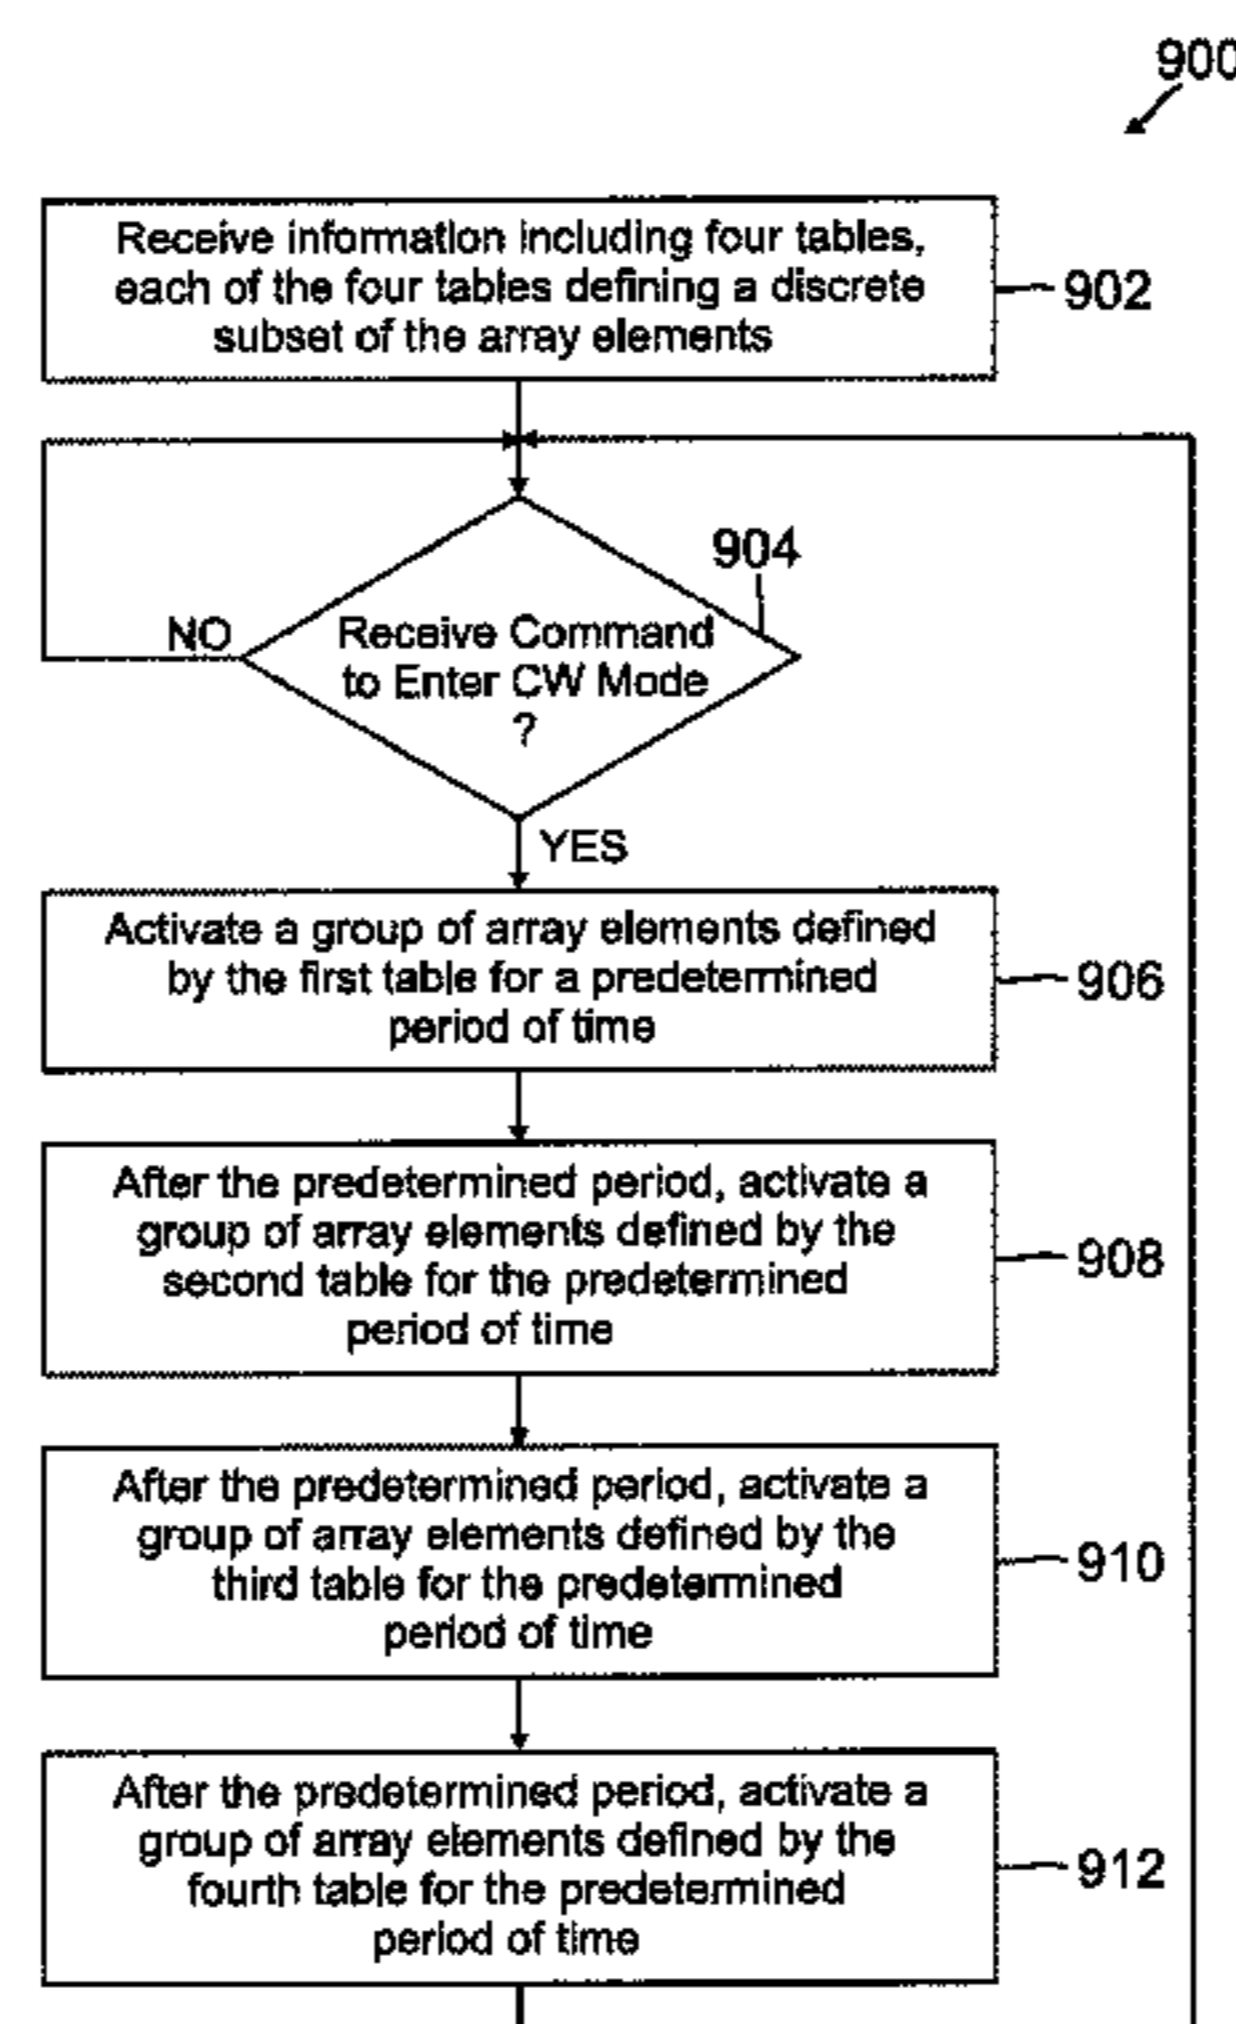 900
Receive information including four tables,
each of the four tables defining a discrete
subset of the array elements
902
904
NO
Receive Command
to Enter CW Mode
?
YES
Activate a group of array elements defined
by the first table for a predetermined
period of time
906
After the predetermined period, activate a
group of array elements defined by the
second table for the predetermined
period of time
908
After the predetermined period, activate a
group of array elements defined by the
third table for the predetermined
period of time
910
After the predetermined period, activate a
group of array elements defined by the
fourth table for the predetermined
period of time
912